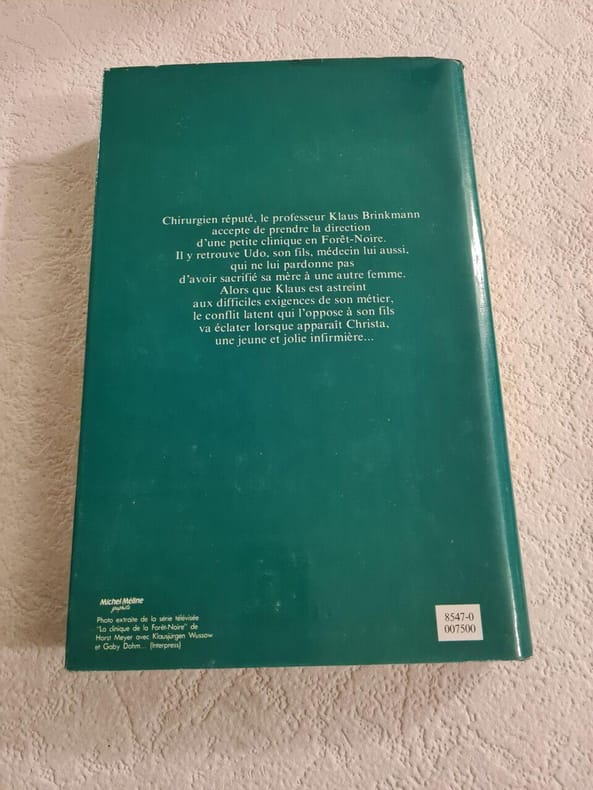 Chirurgien réputé, le professeur Klaus Brinkmann
accepte de prendre la direction
d'une petite clinique en Forêt-Noire.
Il y retrouve Udo, son fils, médecin lui aussi,
qui ne lui pardonne pas
d'avoir sacrifié sa mère à une autre femme.
Alors que Klaus est astreint
aux difficiles exigences de son métier,
le conflit latent qui l'oppose à son fils
va éclater lorsque apparaît Christa,
une jeune et jolie infirmière...
Michel Méline
Photo extraite de la série télévisée
"La clinique de la Forêt-Noire" de
Horst Meyer avec Klausjürgen Wussow
et Gaby Dohm... (Interpress)
8547-0
007500